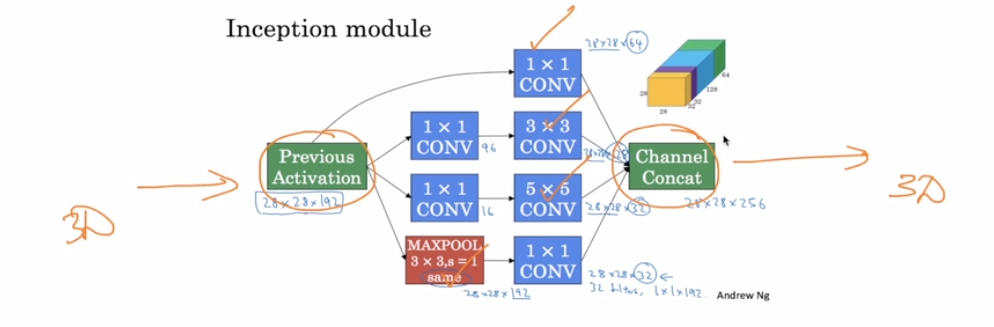 Inception module
28×28×64
1 × 1
CONV
64
128
28
32
32
28
1 × 1
CONV
96
3 × 3
CONV
Previous
Activation
28×28×192
Channel
Concat
28×28×256
3D
3D
1 × 1
CONV
16
5 × 5
CONV
28×28×32
MAXPOOL
3 × 3,s = 1
same
28×28×192
1 × 1
CONV
28×28×32 ←
32 filters, 1×1×192.
Andrew Ng